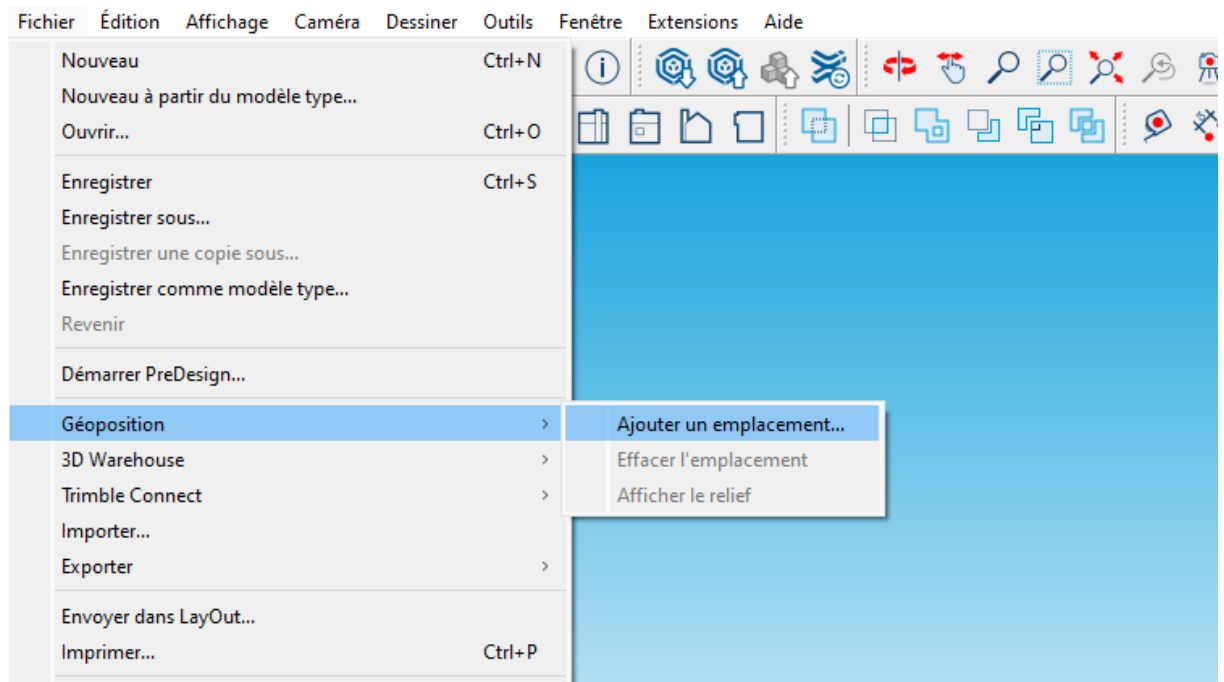 Fichier Édition Affichage Caméra Dessiner Outils Fenêtre Extensions Aide
Nouveau Ctrl+N
Nouveau à partir du modèle type...
Ouvrir... Ctrl+O
Enregistrer Ctrl+S
Enregistrer sous...
Enregistrer une copie sous...
Enregistrer comme modèle type...
Revenir
Démarrer PreDesign...
Géoposition > Ajouter un emplacement...
3D Warehouse > Effacer l'emplacement
Trimble Connect > Afficher le relief
Importer...
Exporter >
Envoyer dans LayOut...
Imprimer... Ctrl+P